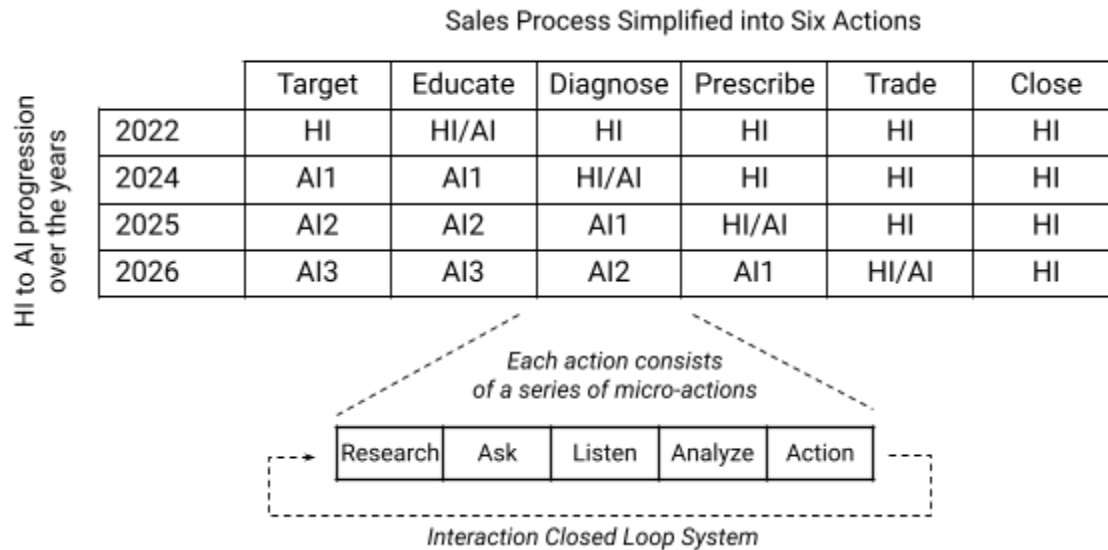 Sales Process Simplified into Six Actions
HI to AI progression
over the years
Target Educate Diagnose Prescribe Trade Close
2022 HI HI/AI HI HI HI HI
2024 AI1 AI1 HI/AI HI HI HI
2025 AI2 AI2 AI1 HI/AI HI HI
2026 AI3 AI3 AI2 AI1 HI/AI HI
Each action consists
of a series of micro-actions
Research Ask Listen Analyze Action
Interaction Closed Loop System